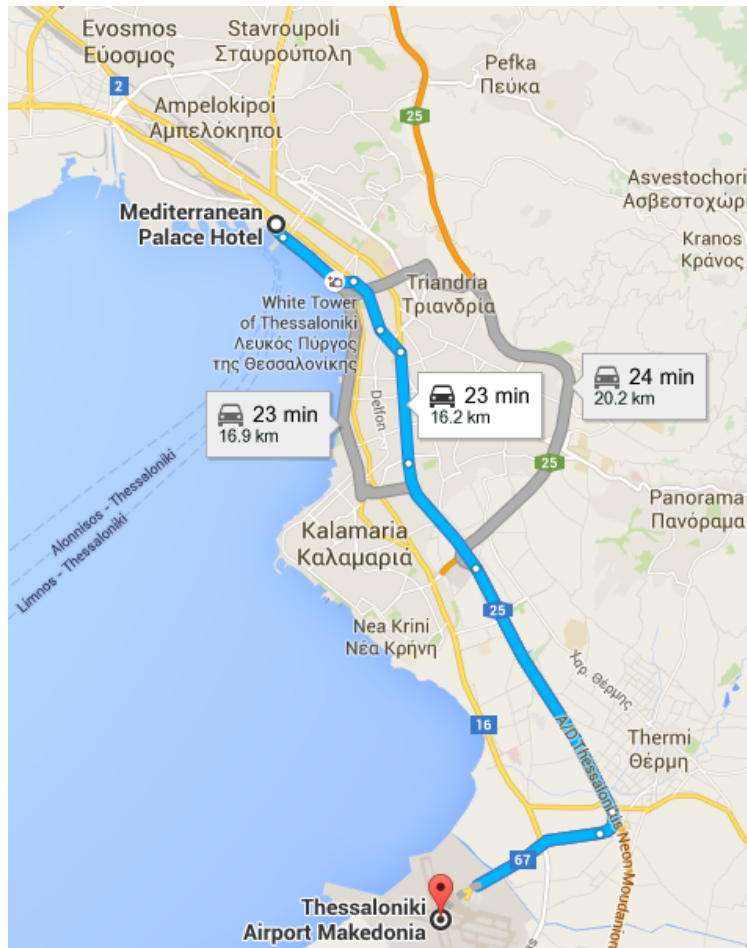 Evosmos
Εύοσμος
Stavroupoli
Σταυρούπολη
Pefka
Πεύκα
2
Ampelokipoi
Αμπελόκηποι
25
Asvestochori
Ασβεστοχώρι
Mediterranean
Palace Hotel
Kranos
Κράνος
Triandria
Τριανδρία
White Tower
of Thessaloniki
Λευκός Πύργος
της Θεσσαλονίκης
24 min
20.2 km
23 min
16.2 km
23 min
16.9 km
Delfon
25
Alonnisos - Thessaloniki
Limnos - Thessaloniki
Panorama
Πανόραμα
Kalamaria
Καλαμαριά
25
Nea Krini
Νέα Κρήνη
Χαρ. Θέρμης
16
A/D Thessalonikis Neon Moudanion
Thermi
Θέρμη
67
Thessaloniki
Airport Makedonia